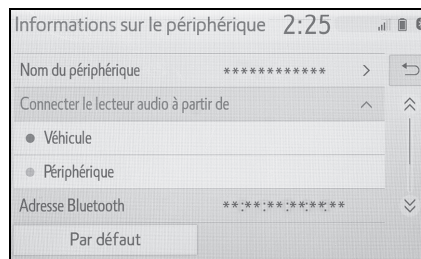 Informations sur le périphérique 2:25
Nom du périphérique ************
Connecter le lecteur audio à partir de
Véhicule
Périphérique
Adresse Bluetooth **:**:**:**:**:**
Par défaut